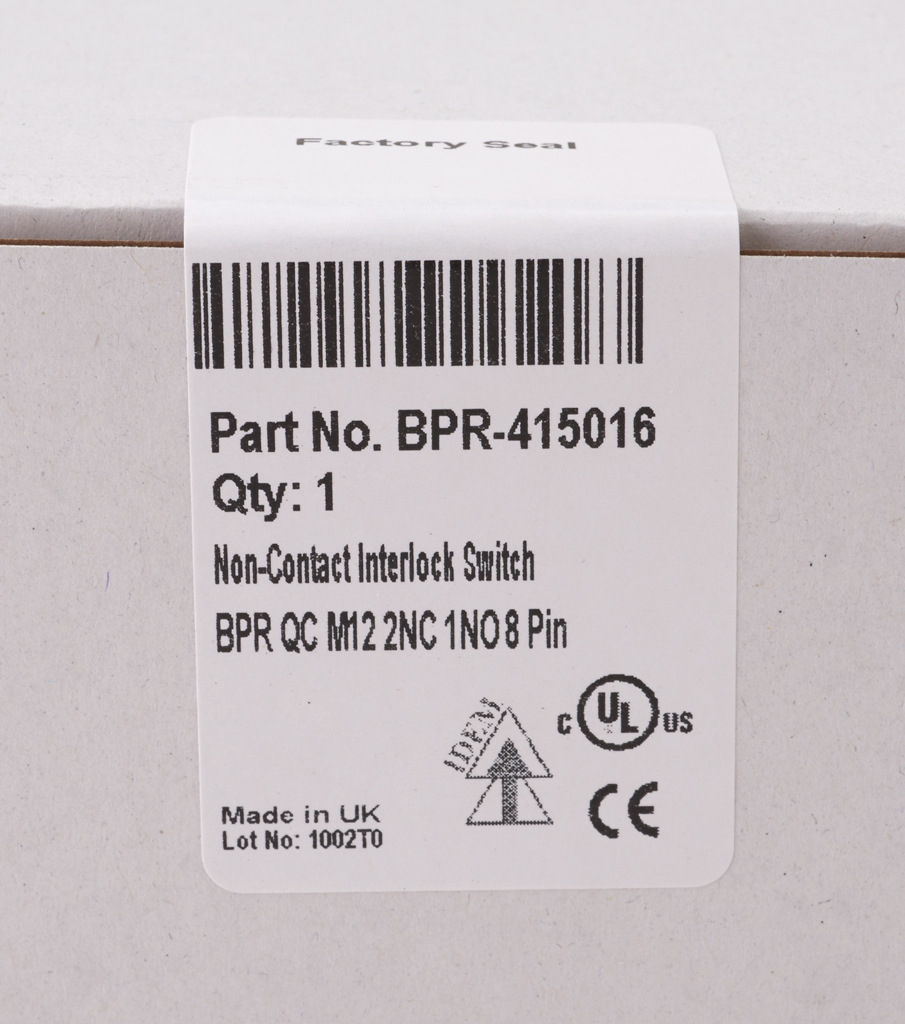 Factory Seal
Part No. BPR-415016
Qty: 1
Non-Contact Interlock Switch
BPR QC M12 2NC 1NO 8 Pin
IDEM
C UL US
CE
Made in UK
Lot No: 1002T0